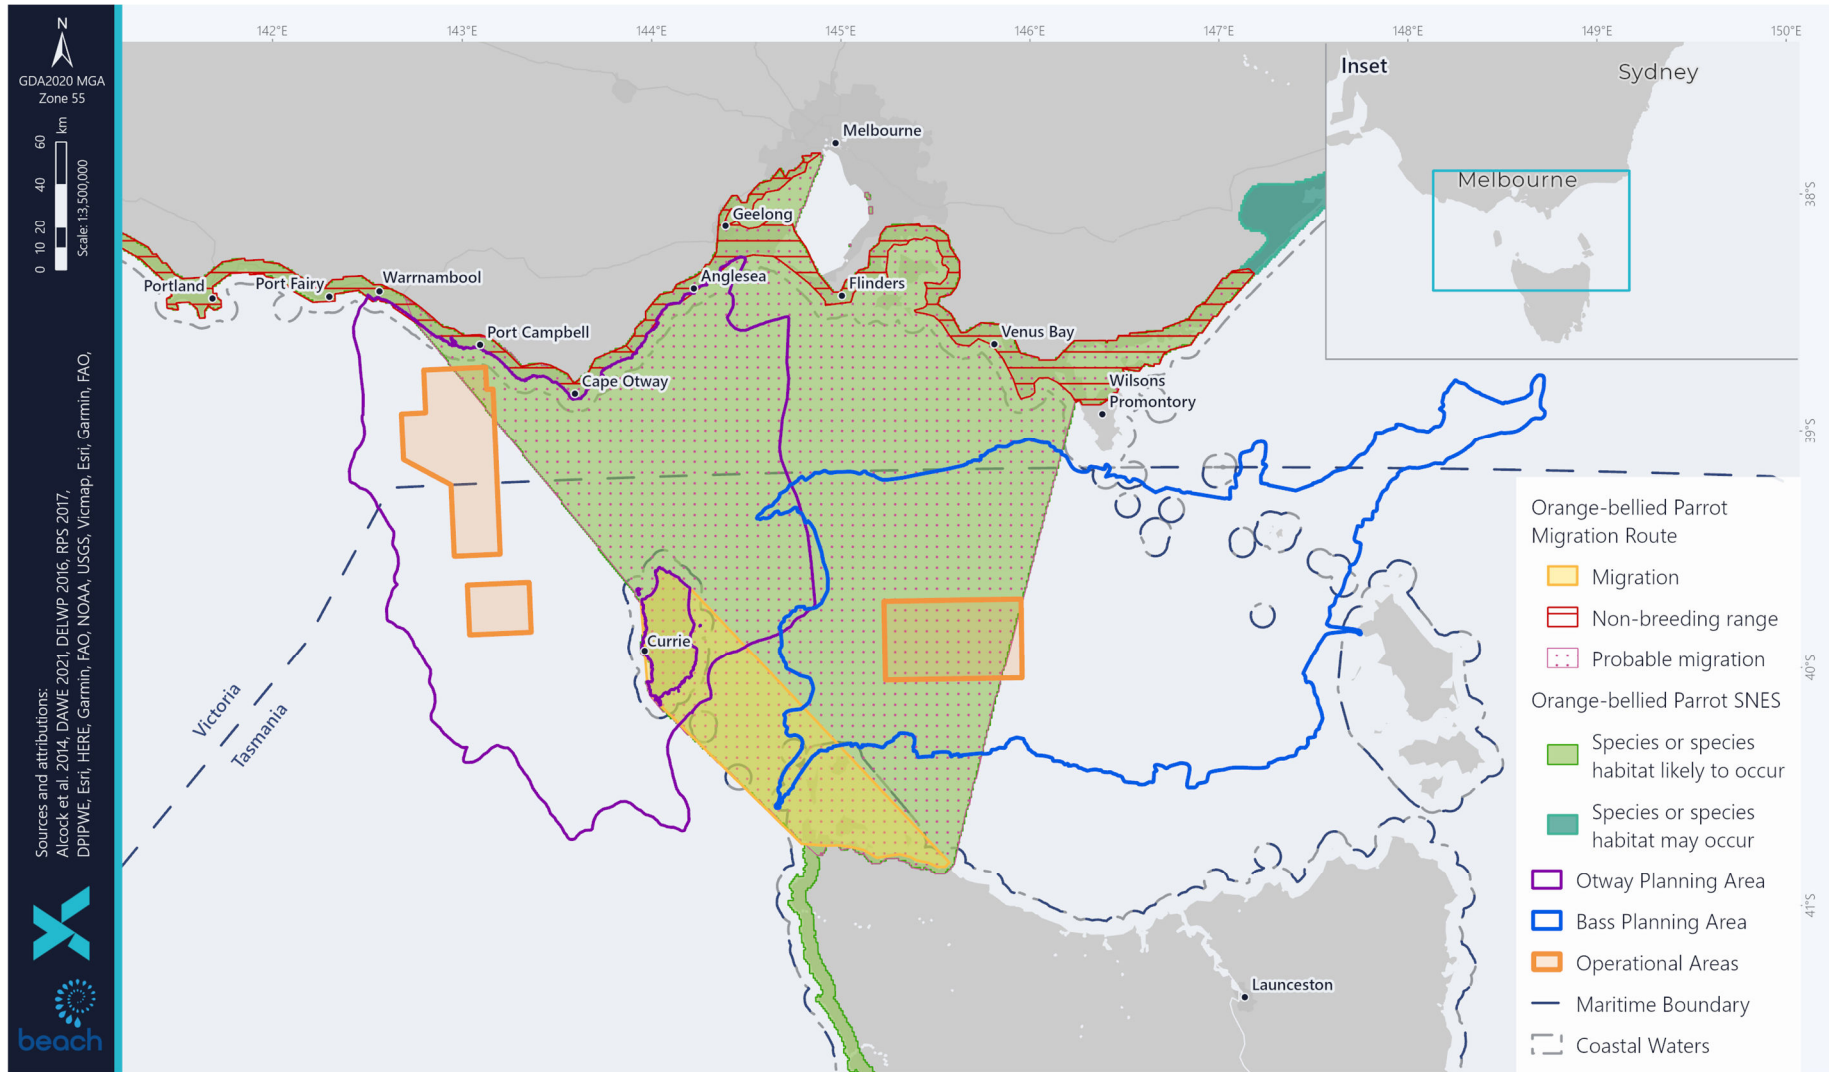 N
GDA2020 MGA
Zone 55
km
0 10 20 40 60
Scale: 1:3,500,000
Sources and attributions:
Alcock et al. 2014, DAWE 2021, DELWP 2016, RPS 2017,
DPIPWE, Esri, HERE, Garmin, FAO, NOAA, USGS, Vicmap, Esri, Garmin, FAO,
beach
142°E 143°E 144°E 145°E 146°E 147°E 148°E 149°E 150°E
38°S
39°S
40°S
41°S
Inset
Sydney
Melbourne
Melbourne
Geelong
Portland
Port Fairy
Warrnambool
Anglesea
Flinders
Port Campbell
Venus Bay
Cape Otway
Wilsons
Promontory
Currie
Victoria
Tasmania
Launceston
Orange-bellied Parrot
Migration Route
Migration
Non-breeding range
Probable migration
Orange-bellied Parrot SNES
Species or species
habitat likely to occur
Species or species
habitat may occur
Otway Planning Area
Bass Planning Area
Operational Areas
Maritime Boundary
Coastal Waters